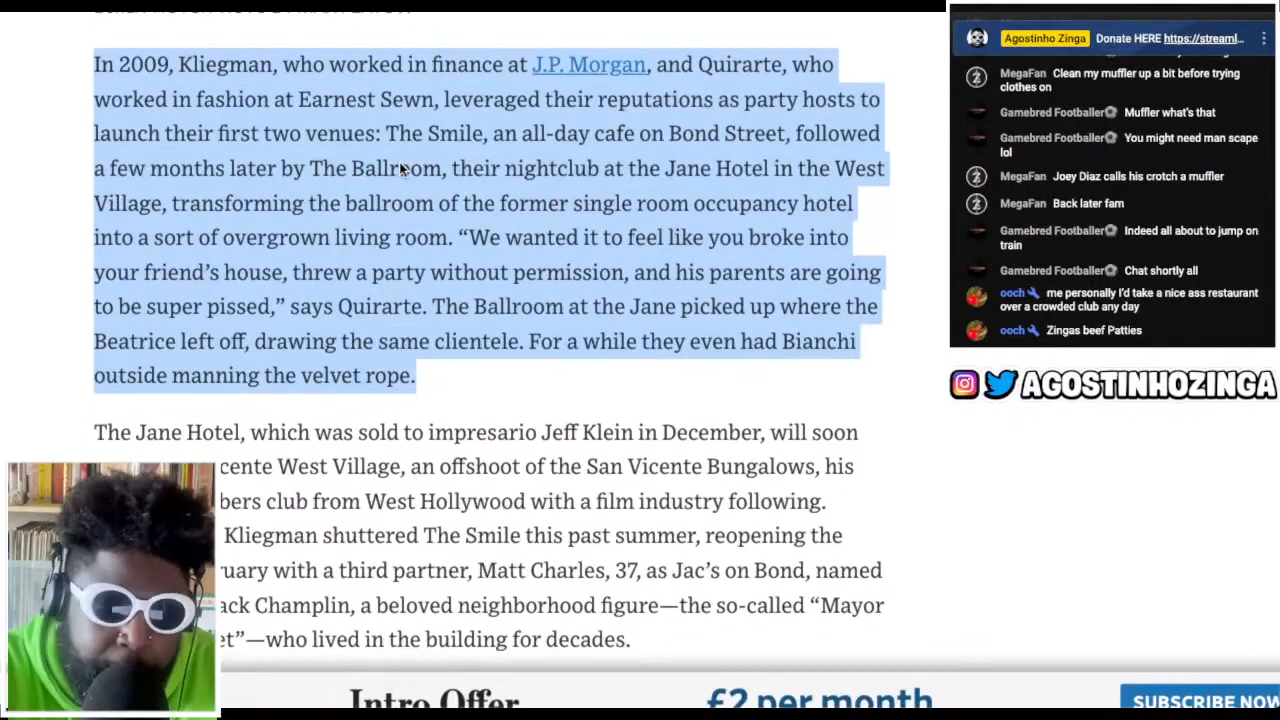 In 2009, Kliegman, who worked in finance at J.P. Morgan, and Quirarte, who
worked in fashion at Earnest Sewn, leveraged their reputations as party hosts to
launch their first two venues: The Smile, an all-day cafe on Bond Street, followed
a few months later by The Ballroom, their nightclub at the Jane Hotel in the West
Village, transforming the ballroom of the former single room occupancy hotel
into a sort of overgrown living room. “We wanted it to feel like you broke into
your friend’s house, threw a party without permission, and his parents are going
to be super pissed,” says Quirarte. The Ballroom at the Jane picked up where the
Beatrice left off, drawing the same clientele. For a while they even had Bianchi
outside manning the velvet rope.
The Jane Hotel, which was sold to impresario Jeff Klein in December, will soon
cente West Village, an offshoot of the San Vicente Bungalows, his
bers club from West Hollywood with a film industry following.
Kliegman shuttered The Smile this past summer, reopening the
ruary with a third partner, Matt Charles, 37, as Jac’s on Bond, named
ack Champlin, a beloved neighborhood figure—the so-called “Mayor
et”—who lived in the building for decades.
Intro Offer
£2 per month
SUBSCRIBE NOW
Agostinho Zinga Donate HERE https://streaml...
MegaFan Clean my muffler up a bit before trying
clothes on
Gamebred Footballer Muffler what's that
Gamebred Footballer You might need man scape
lol
MegaFan Joey Diaz calls his crotch a muffler
MegaFan Back later fam
Gamebred Footballer Indeed all about to jump on
train
Gamebred Footballer Chat shortly all
ooch me personally I'd take a nice ass restaurant
over a crowded club any day
ooch Zingas beef Patties
AGOSTINHOZINGA